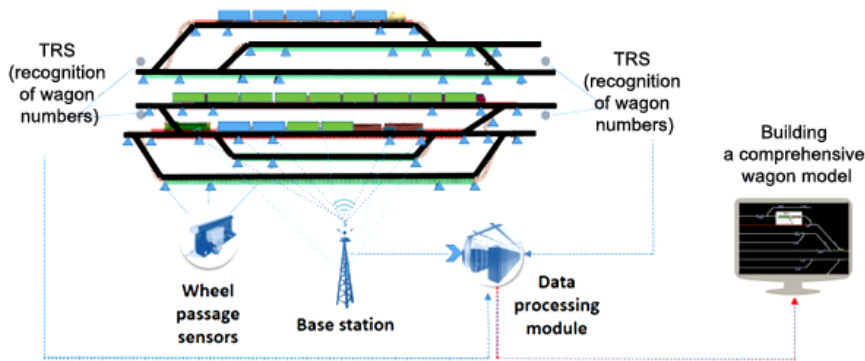 TRS
(recognition
of wagon
numbers)
TRS
(recognition
of wagon
numbers)
Building
a comprehensive
wagon model
Wheel
passage
sensors
Base station
Data
processing
module